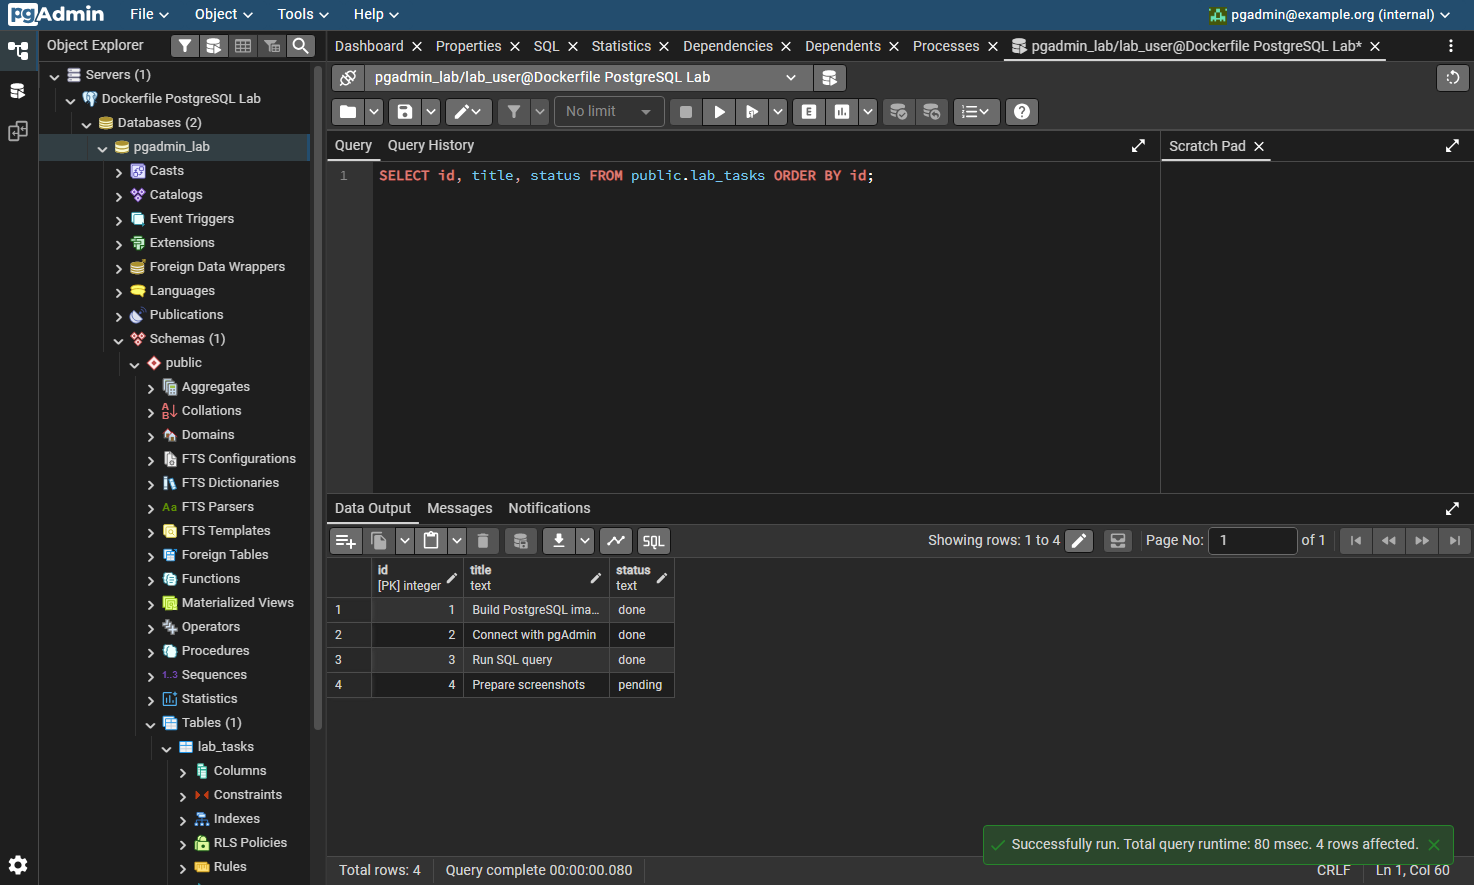 pgAdmin File Object Tools Help pgadmin@example.org (internal)
Object Explorer
Dashboard Properties SQL Statistics Dependencies Dependents Processes pgadmin_lab/lab_user@Dockerfile PostgreSQL Lab*
Servers (1)
Dockerfile PostgreSQL Lab
Databases (2)
pgadmin_lab
Casts
Catalogs
Event Triggers
Extensions
Foreign Data Wrappers
Languages
Publications
Schemas (1)
public
Aggregates
Collations
Domains
FTS Configurations
FTS Dictionaries
Aa FTS Parsers
FTS Templates
Foreign Tables
Functions
Materialized Views
Operators
Procedures
1..3 Sequences
Statistics
Tables (1)
lab_tasks
Columns
Constraints
Indexes
RLS Policies
Rules
pgadmin_lab/lab_user@Dockerfile PostgreSQL Lab
No limit E
Query Query History Scratch Pad
1 SELECT id, title, status FROM public.lab_tasks ORDER BY id;
Data Output Messages Notifications
SQL Showing rows: 1 to 4 Page No: 1 of 1
id title status
[PK] integer text text
1 1 Build PostgreSQL ima... done
2 2 Connect with pgAdmin done
3 3 Run SQL query done
4 4 Prepare screenshots pending
Successfully run. Total query runtime: 80 msec. 4 rows affected.
Total rows: 4 Query complete 00:00:00.080 CRLF Ln 1, Col 60